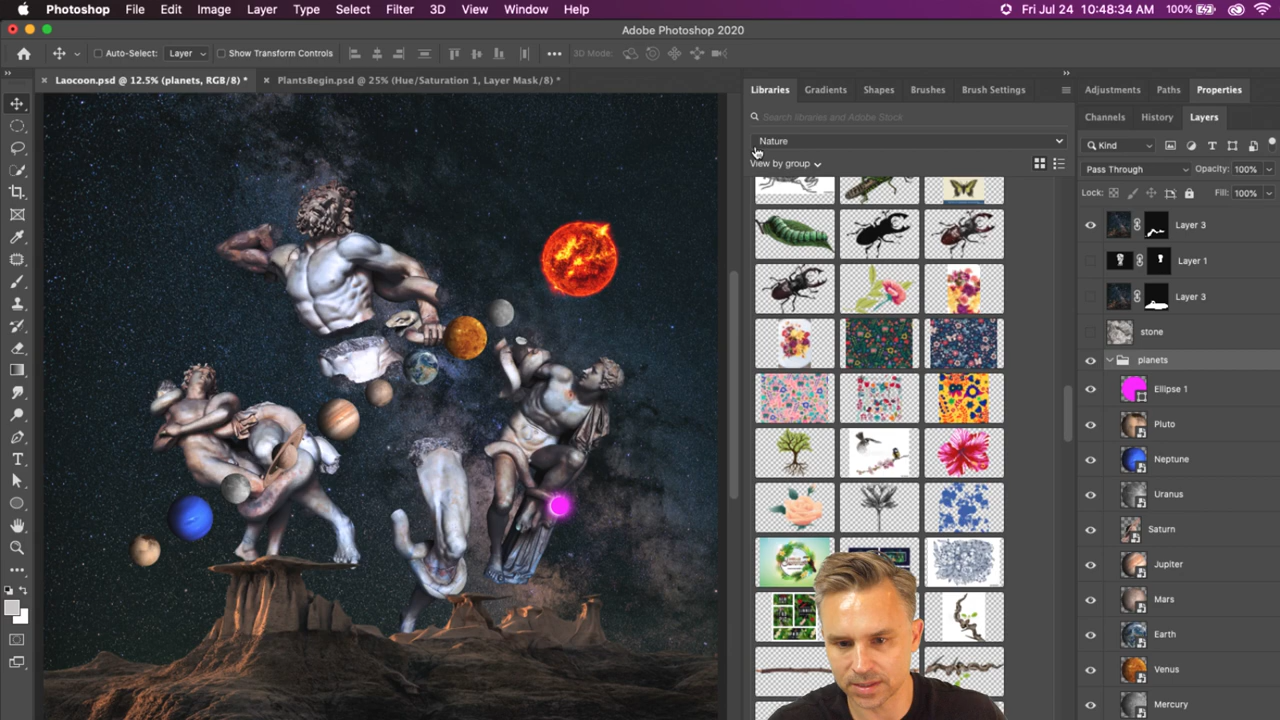 Photoshop File Edit Image Layer Type Select Filter 3D View Window Help 100% Fri Jul 24 10:48:34 AM
Adobe Photoshop 2020
Auto-Select: Layer Show Transform Controls 3D Mode:
Laocoon.psd @ 12.5% (planets, RGB/8) * PlantsBegin.psd @ 25% (Hue/Saturation 1, Layer Mask/8) *
Libraries Gradients Shapes Brushes Brush Settings
Search libraries and Adobe Stock
Nature
View by group
Adjustments Paths Properties
Channels History Layers
Kind
Pass Through Opacity: 100%
Lock: Fill: 100%
Layer 3
Layer 1
Layer 3
stone
planets
Ellipse 1
Pluto
Neptune
Uranus
Saturn
Jupiter
Mars
Earth
Venus
Mercury